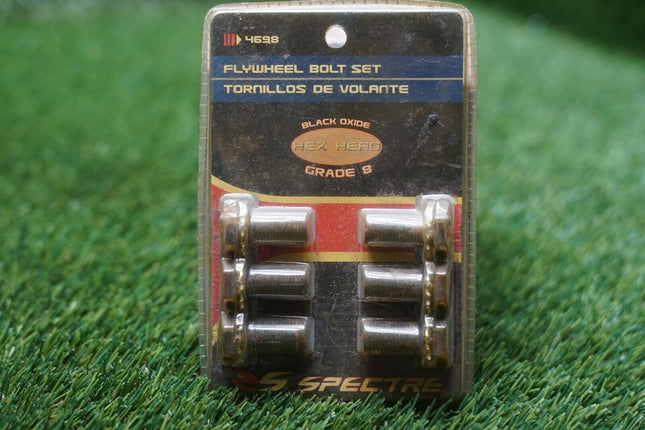 4698
FLYWHEEL BOLT SET
TORNILLOS DE VOLANTE
BLACK OXIDE
HEX HEAD
GRADE 8
SPECTRE